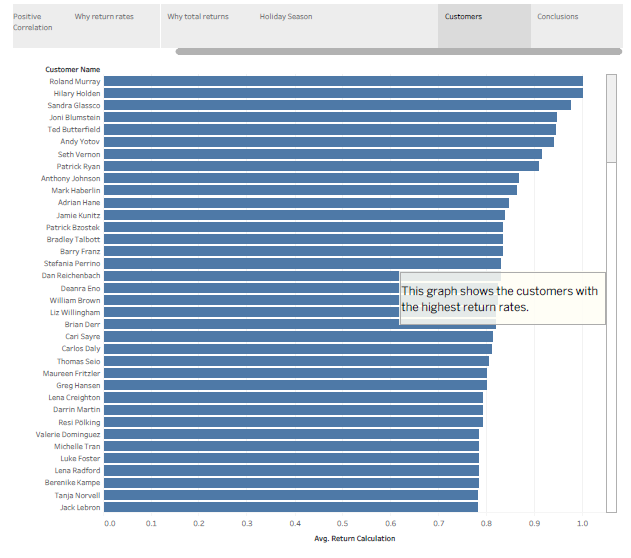 Positive
Correlation
Why return rates
Why total returns
Holiday Season
Customers
Conclusions
Customer Name
Roland Murray
Hilary Holden
Sandra Glassco
Joni Blumstein
Ted Butterfield
Andy Yotov
Seth Vernon
Patrick Ryan
Anthony Johnson
Mark Haberlin
Adrian Hane
Jamie Kunitz
Patrick Bzostek
Bradley Talbott
Barry Franz
Stefania Perrino
Dan Reichenbach
Deanra Eno
William Brown
Liz Willingham
Brian Derr
Cari Sayre
Carlos Daly
Thomas Seio
Maureen Fritzler
Greg Hansen
Lena Creighton
Darrin Martin
Resi Pölking
Valerie Dominguez
Michelle Tran
Luke Foster
Lena Radford
Berenike Kampe
Tanja Norvell
Jack Lebron
This graph shows the customers with
the highest return rates.
0.0 0.1 0.2 0.3 0.4 0.5 0.6 0.7 0.8 0.9 1.0
Avg. Return Calculation